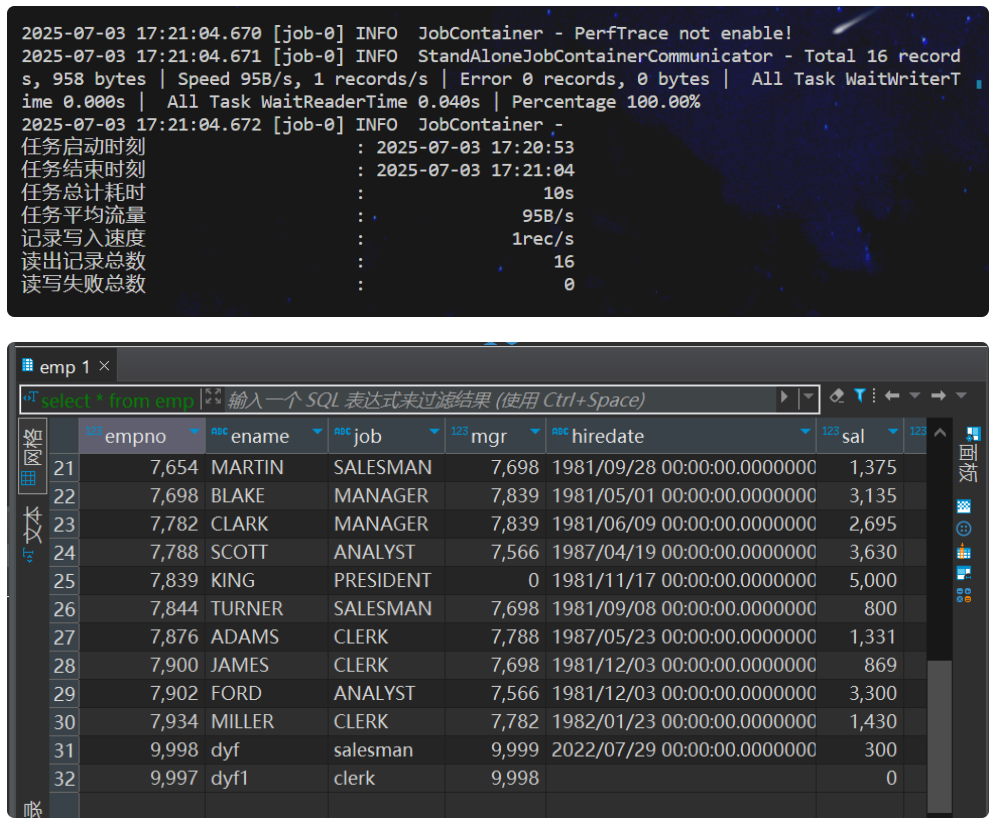 2025-07-03 17:21:04.670 [job-0] INFO  JobContainer - PerfTrace not enable!
2025-07-03 17:21:04.671 [job-0] INFO  StandAloneJobContainerCommunicator - Total 16 record
s, 958 bytes | Speed 95B/s, 1 records/s | Error 0 records, 0 bytes |  All Task WaitWriterT
ime 0.000s |  All Task WaitReaderTime 0.040s | Percentage 100.00%
2025-07-03 17:21:04.672 [job-0] INFO  JobContainer -
任务启动时刻 : 2025-07-03 17:20:53
任务结束时刻 : 2025-07-03 17:21:04
任务总计耗时 : 10s
任务平均流量 : 95B/s
记录写入速度 : 1rec/s
读出记录总数 : 16
读写失败总数 : 0
emp 1
select * from emp 输入一个 SQL 表达式来过滤结果 (使用 Ctrl+Space)
网格
文本
123 empno ABC ename ABC job 123 mgr ABC hiredate 123 sal 123
21 7,654 MARTIN SALESMAN 7,698 1981/09/28 00:00:00.0000000 1,375
22 7,698 BLAKE MANAGER 7,839 1981/05/01 00:00:00.0000000 3,135
23 7,782 CLARK MANAGER 7,839 1981/06/09 00:00:00.0000000 2,695
24 7,788 SCOTT ANALYST 7,566 1987/04/19 00:00:00.0000000 3,630
25 7,839 KING PRESIDENT 0 1981/11/17 00:00:00.0000000 5,000
26 7,844 TURNER SALESMAN 7,698 1981/09/08 00:00:00.0000000 800
27 7,876 ADAMS CLERK 7,788 1987/05/23 00:00:00.0000000 1,331
28 7,900 JAMES CLERK 7,698 1981/12/03 00:00:00.0000000 869
29 7,902 FORD ANALYST 7,566 1981/12/03 00:00:00.0000000 3,300
30 7,934 MILLER CLERK 7,782 1982/01/23 00:00:00.0000000 1,430
31 9,998 dyf salesman 9,999 2022/07/29 00:00:00.0000000 300
32 9,997 dyf1 clerk 9,998 0
面板